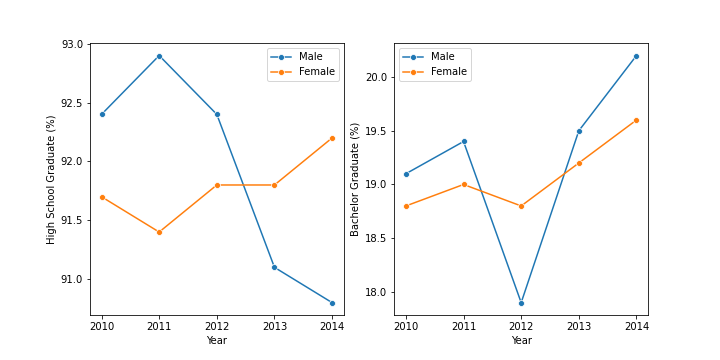 93.0
92.5
92.0
91.5
91.0
High School Graduate (%)
2010 2011 2012 2013 2014
Year
Male
Female
20.0
19.5
19.0
18.5
18.0
Bachelor Graduate (%)
2010 2011 2012 2013 2014
Year
Male
Female